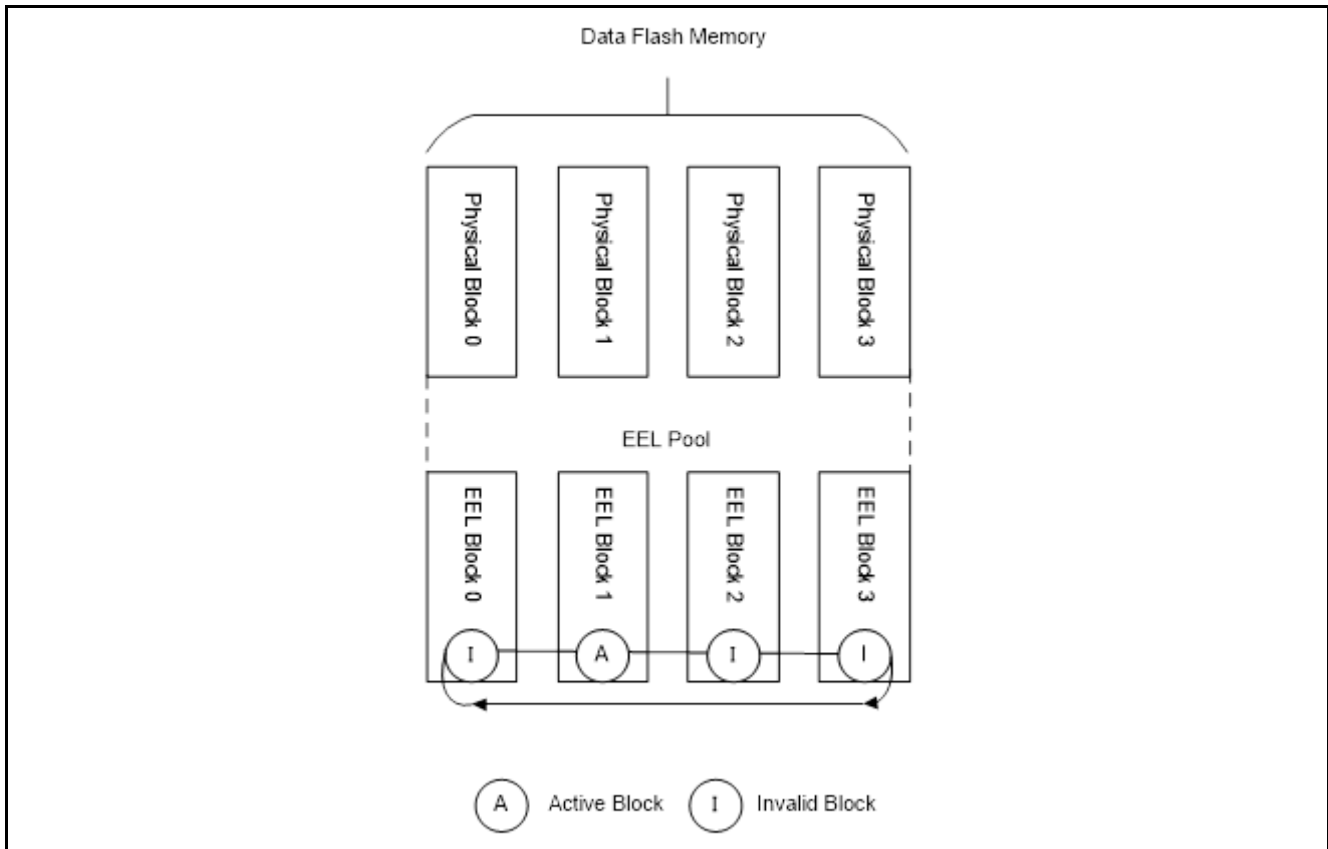 Data Flash Memory
Physical Block 0
Physical Block 1
Physical Block 2
Physical Block 3
EEL Pool
EEL Block 0
EEL Block 1
EEL Block 2
EEL Block 3
I
A
I
I
A Active Block
I Invalid Block